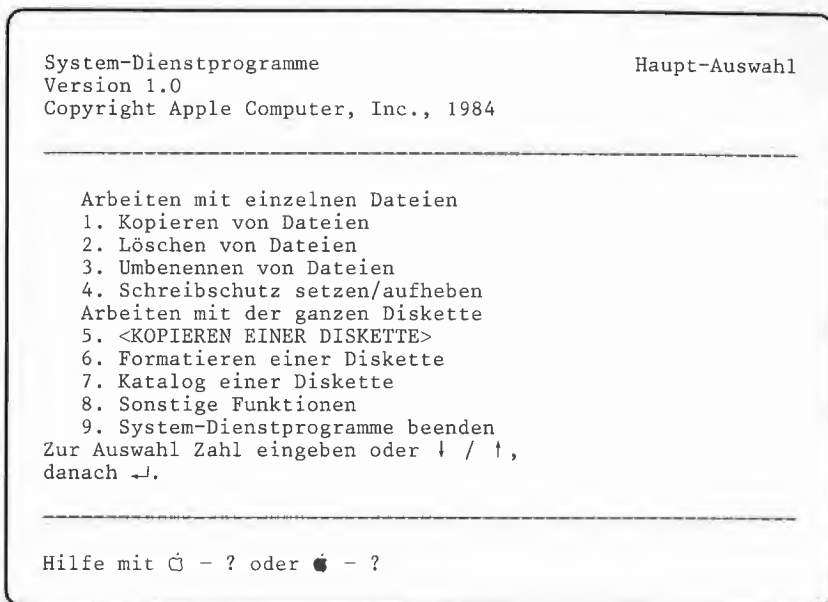 System-Dienstprogramme Haupt-Auswahl
Version 1.0
Copyright Apple Computer, Inc., 1984
Arbeiten mit einzelnen Dateien
1. Kopieren von Dateien
2. Löschen von Dateien
3. Umbenennen von Dateien
4. Schreibschutz setzen/aufheben
Arbeiten mit der ganzen Diskette
5. <KOPIEREN EINER DISKETTE>
6. Formatieren einer Diskette
7. Katalog einer Diskette
8. Sonstige Funktionen
9. System-Dienstprogramme beenden
Zur Auswahl Zahl eingeben oder ↓ / ↑,
danach ↵.
Hilfe mit  - ? oder  - ?